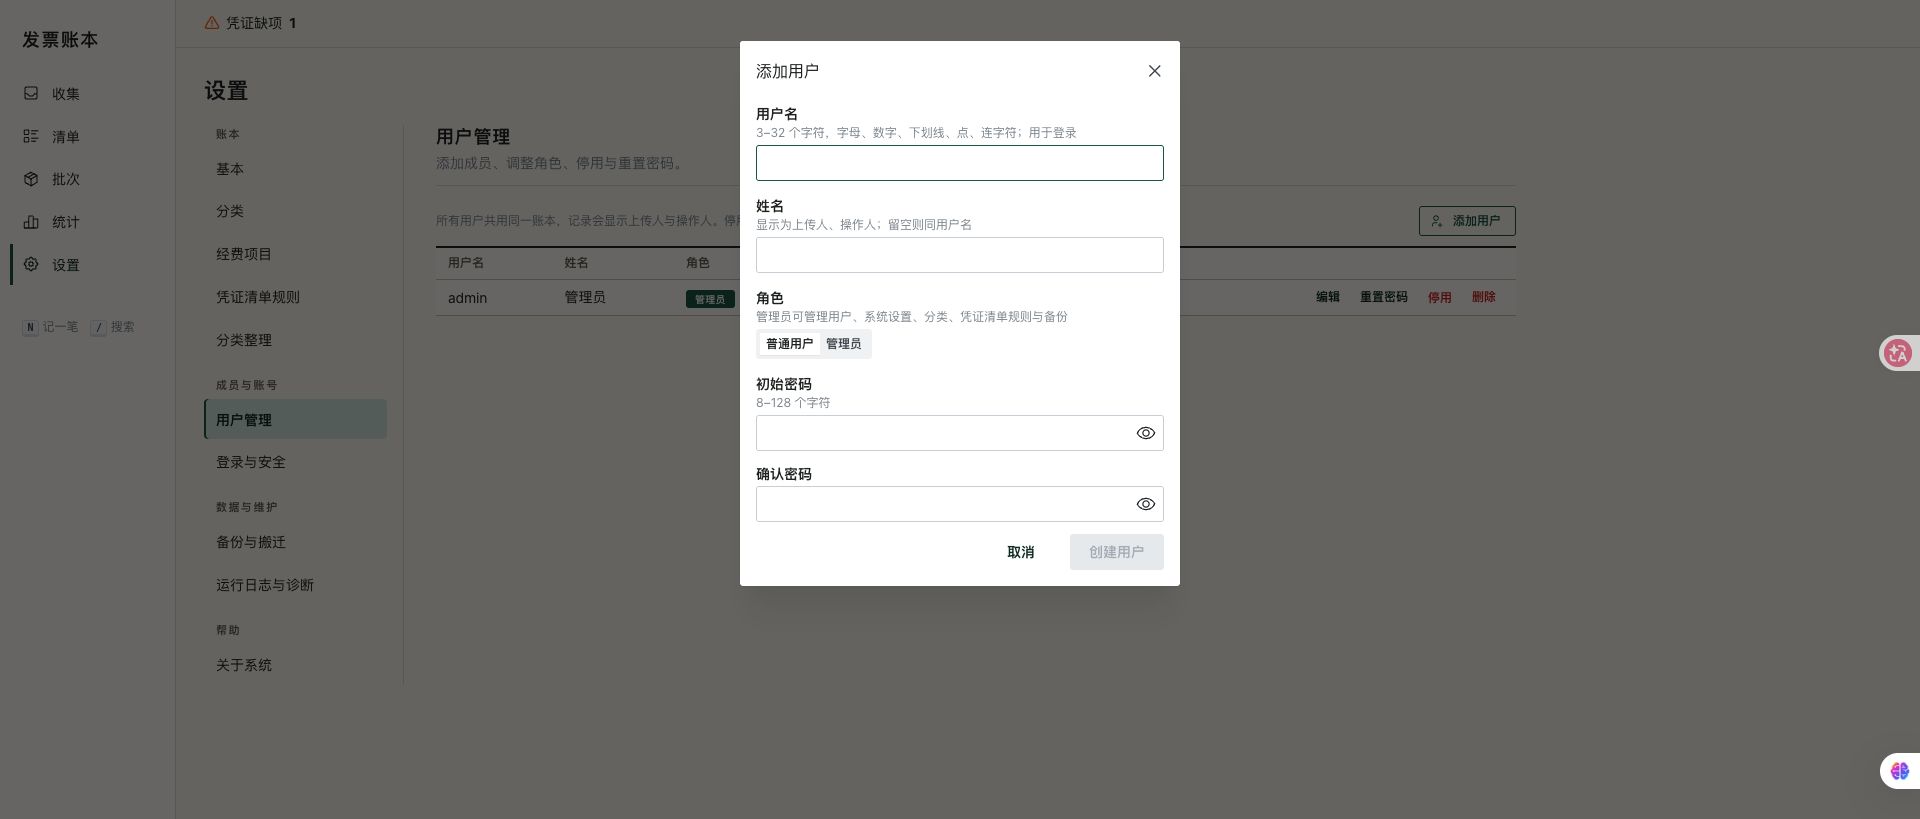 发票账本
凭证缺项 1
收集
清单
批次
统计
设置
N 记一笔 / 搜索
设置
账本
基本
分类
经费项目
凭证清单规则
分类整理
成员与账号
用户管理
登录与安全
数据与维护
备份与搬迁
运行日志与诊断
帮助
关于系统
用户管理
添加成员、调整角色、停用与重置密码。
所有用户共用同一账本，记录会显示上传人与操作人。停
添加用户
用户名 姓名 角色
admin 管理员 管理员 编辑 重置密码 停用 删除
添加用户
用户名
3–32 个字符，字母、数字、下划线、点、连字符；用于登录
姓名
显示为上传人、操作人；留空则同用户名
角色
管理员可管理用户、系统设置、分类、凭证清单规则与备份
普通用户 管理员
初始密码
8–128 个字符
确认密码
取消 创建用户